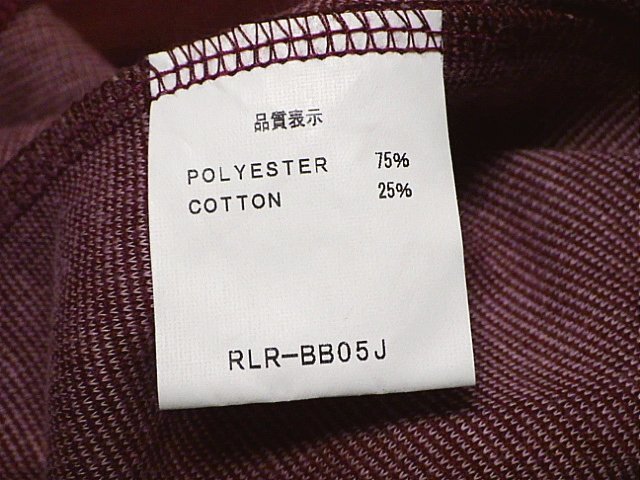 品質表示
POLYESTER 75%
COTTON 25%
RLR-BB05J